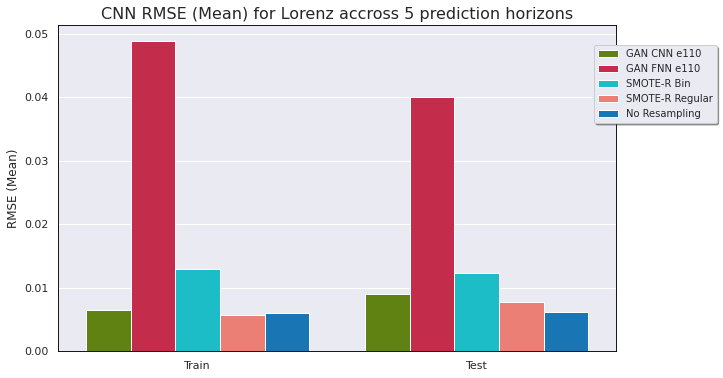 CNN RMSE (Mean) for Lorenz accross 5 prediction horizons
0.05
0.04
0.03
0.02
0.01
0.00
RMSE (Mean)
Train
Test
GAN CNN e110
GAN FNN e110
SMOTE-R Bin
SMOTE-R Regular
No Resampling